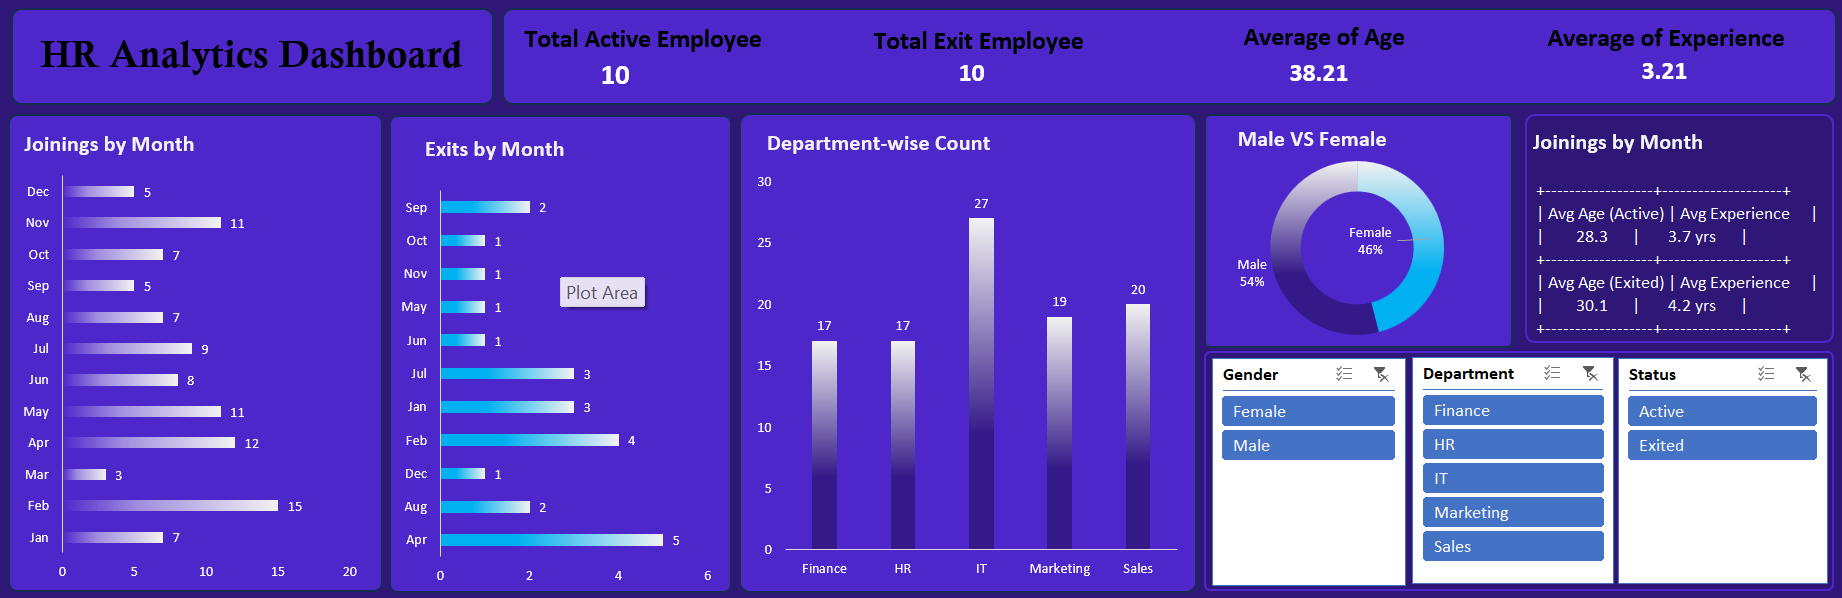 HR Analytics Dashboard
Total Active Employee
10
Total Exit Employee
10
Average of Age
38.21
Average of Experience
3.21
Joinings by Month
Dec 5
Nov 11
Oct 7
Sep 5
Aug 7
Jul 9
Jun 8
May 11
Apr 12
Mar 3
Feb 15
Jan 7
0 5 10 15 20
Exits by Month
Sep 2
Oct 1
Nov 1
May 1
Jun 1
Jul 3
Jan 3
Feb 4
Dec 1
Aug 2
Apr 5
0 2 4 6
Plot Area
Department-wise Count
30
25
20
15
10
5
0
17 17 27 19 20
Finance HR IT Marketing Sales
Male VS Female
Female
46%
Male
54%
Joinings by Month
+------------------+--------------------+
| Avg Age (Active) | Avg Experience |
| 28.3 | 3.7 yrs |
+------------------+--------------------+
| Avg Age (Exited) | Avg Experience |
| 30.1 | 4.2 yrs |
+------------------+--------------------+
Gender
Female
Male
Department
Finance
HR
IT
Marketing
Sales
Status
Active
Exited